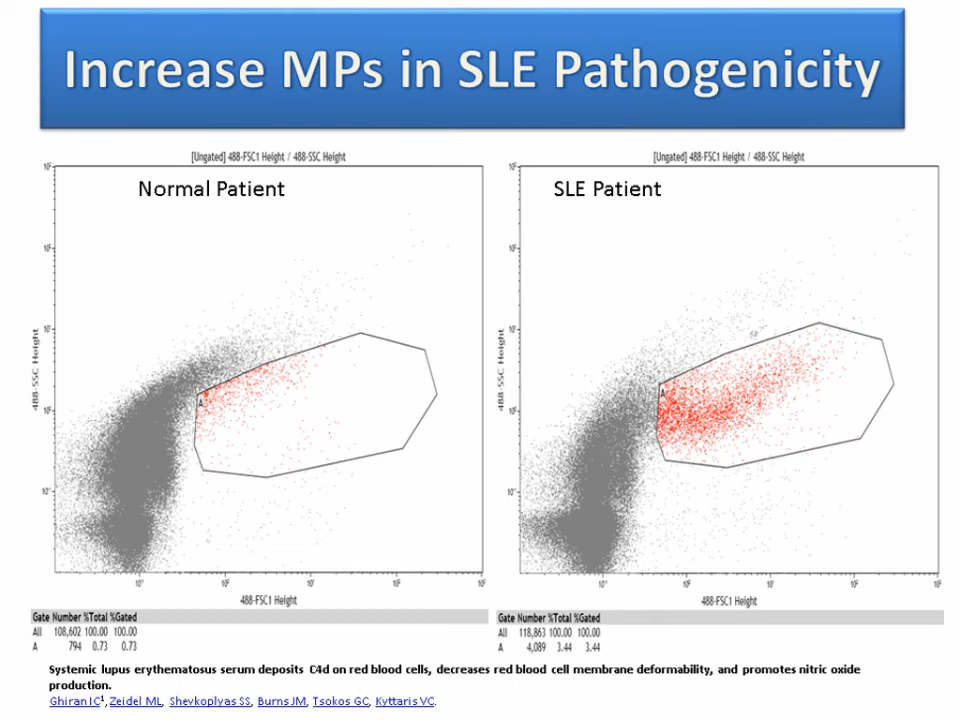 Increase MPs in SLE Pathogenicity
[Ungated] 488-FSC1 Height / 488-SSC Height
Normal Patient
488-SSC Height
A
488-FSC1 Height
Gate Number %Total %Gated
All 108,602 100.00 100.00
A 794 0.73 0.73
[Ungated] 488-FSC1 Height / 488-SSC Height
SLE Patient
488-SSC Height
A
488-FSC1 Height
Gate Number %Total %Gated
All 118,863 100.00 100.00
A 4,089 3.44 3.44
Systemic lupus erythematosus serum deposits C4d on red blood cells, decreases red blood cell membrane deformability, and promotes nitric oxide
production.
Ghiran IC1, Zeidel ML, Shevkoplyas SS, Burns JM, Tsokos GC, Kyttaris VC.